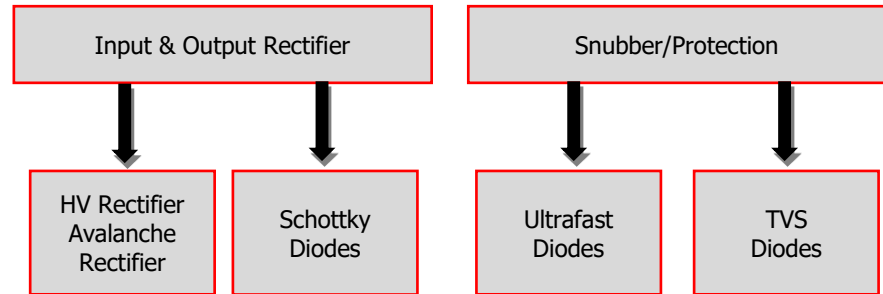 Input & Output Rectifier
Snubber/Protection
HV Rectifier
Avalanche
Rectifier
Schottky
Diodes
Ultrafast
Diodes
TVS
Diodes